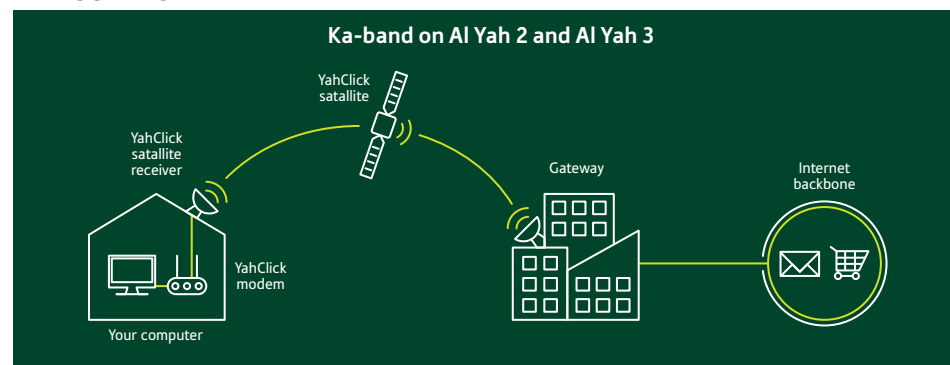 Ka-band on Al Yah 2 and Al Yah 3
YahClick
satallite
YahClick
satallite
receiver
Gateway
Internet
backbone
YahClick
modem
Your computer